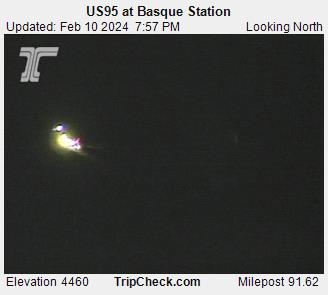 US95 at Basque Station
Updated: Feb 10 2024 7:57 PM Looking North
Elevation 4460 TripCheck.com Milepost 91.62